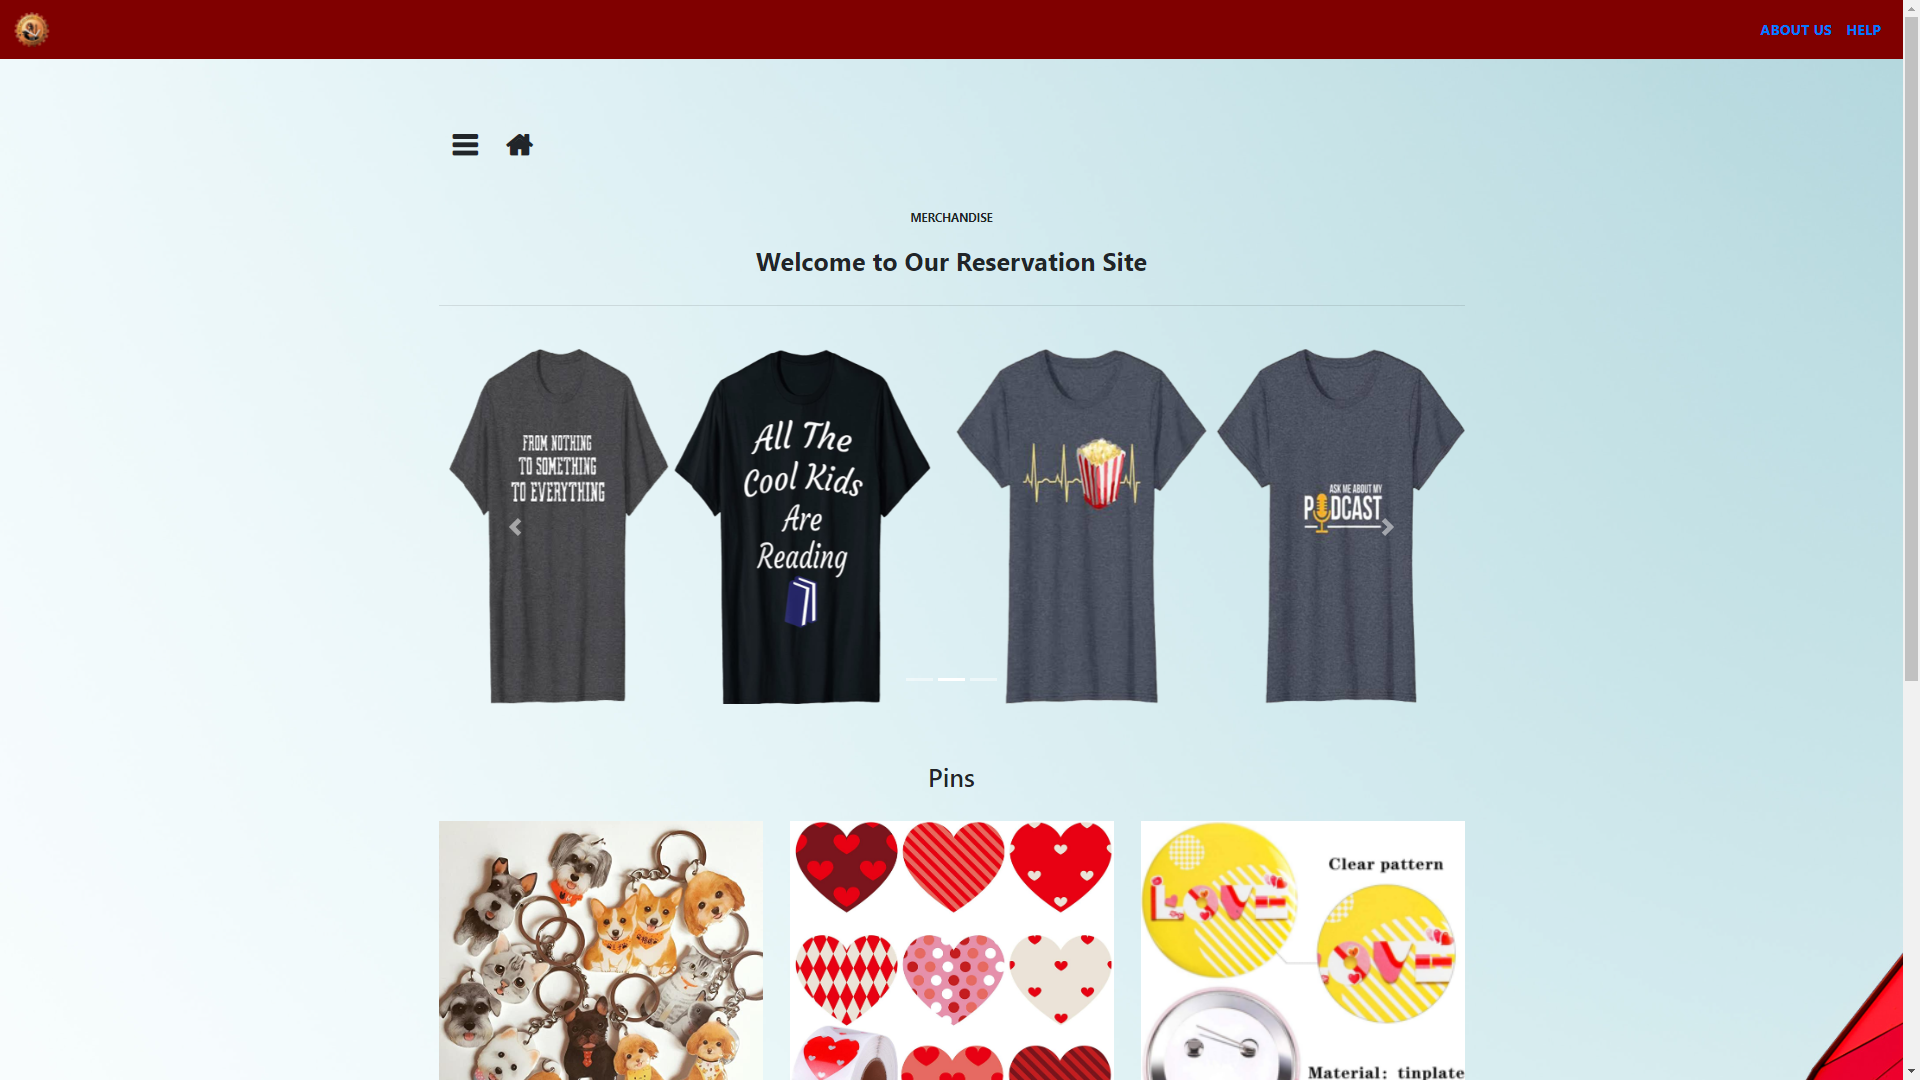 ABOUT US HELP
MERCHANDISE
Welcome to Our Reservation Site
FROM NOTHING
TO SOMETHING
TO EVERYTHING
All The
Cool Kids
Are
Reading
ASK ME ABOUT MY
PODCAST
Pins
Clear pattern
LOVE
LOVE
Material: tinplate